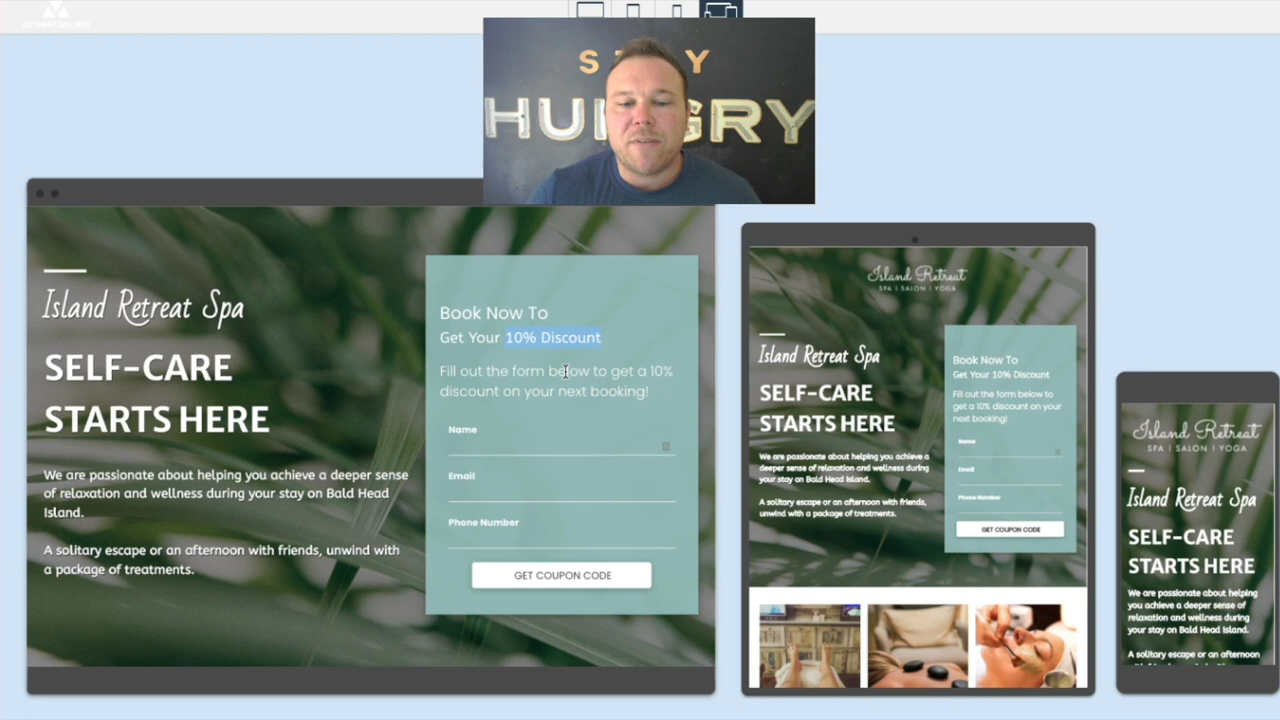 S Y
HU GRY
Island Retreat Spa
SELF-CARE
STARTS HERE
We are passionate about helping you achieve a deeper sense
of relaxation and wellness during your stay on Bald Head
Island.
A solitary escape or an afternoon with friends, unwind with
a package of treatments.
Book Now To
Get Your 10% Discount
Fill out the form below to get a 10%
discount on your next booking!
Name
Email
Phone Number
GET COUPON CODE
Island Retreat
SPA | SALON | YOGA
Island Retreat Spa
SELF-CARE
STARTS HERE
We are passionate about helping you achieve a
deeper sense of relaxation and wellness during
your stay on Bald Head Island.
A solitary escape or an afternoon with friends,
unwind with a package of treatments.
Book Now To
Get Your 10% Discount
Fill out the form below to
get a 10% discount on your
next booking!
Name
Email
Phone Number
GET COUPON CODE
Island Retreat
SPA | SALON | YOGA
Island Retreat Spa
SELF-CARE
STARTS HERE
We are passionate about helping
you achieve a deeper sense of
relaxation and wellness during
your stay on Bald Head Island.
A solitary escape or an afternoon